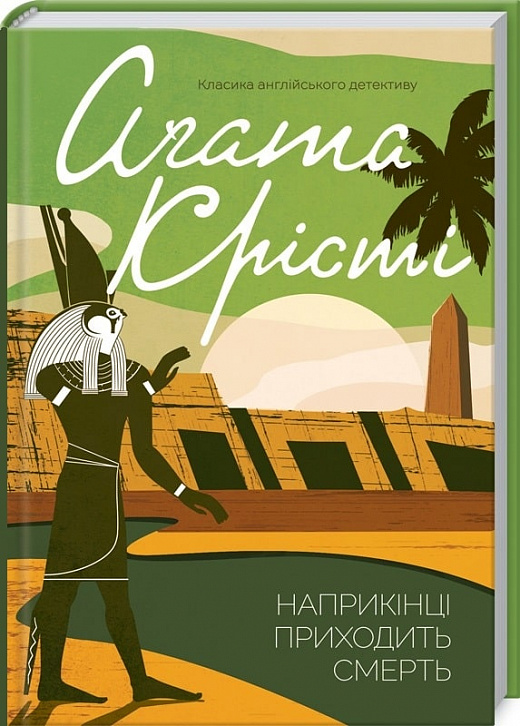 Класика англійського детективу
Агата
Крісті
НАПРИКІНЦІ
ПРИХОДИТЬ
СМЕРТЬ